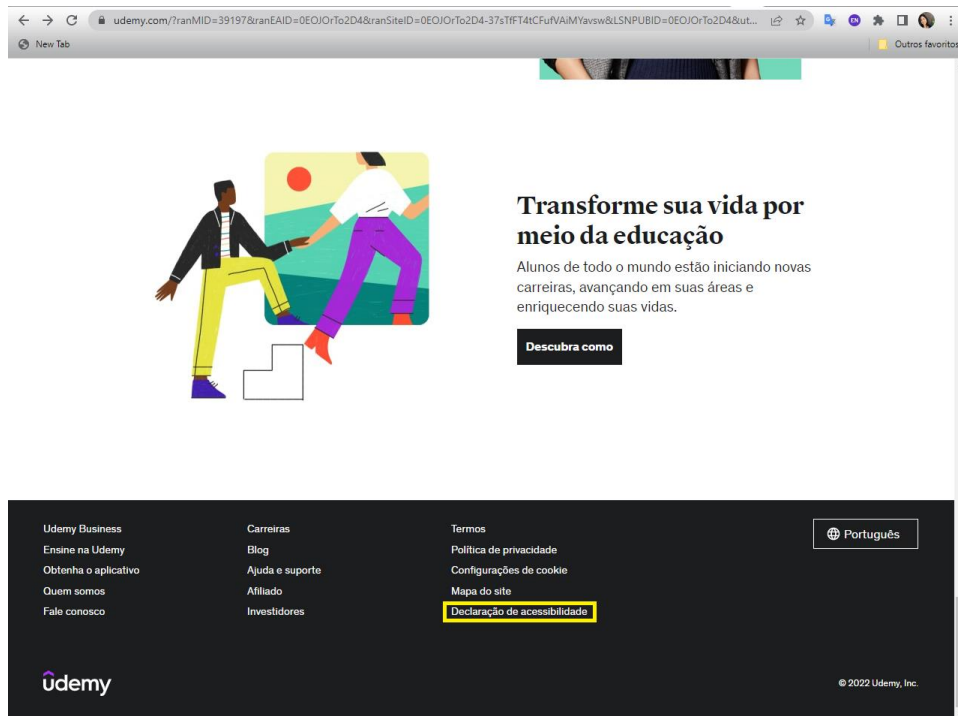 udemy.com/?ranMID=39197&ranEAID=0EOJOrTo2D4&ranSiteID=0EOJOrTo2D4-37sTfFT4tCFufVAiMYavsw&LSNPUBID=0EOJOrTo2D4&ut...
EN
New Tab
Outros favoritos
Transforme sua vida por
meio da educação
Alunos de todo o mundo estão iniciando novas
carreiras, avançando em suas áreas e
enriquecendo suas vidas.
Descubra como
Udemy Business
Ensine na Udemy
Obtenha o aplicativo
Quem somos
Fale conosco
Carreiras
Blog
Ajuda e suporte
Afiliado
Investidores
Termos
Política de privacidade
Configurações de cookie
Mapa do site
Declaração de acessibilidade
Português
ûdemy
© 2022 Udemy, Inc.